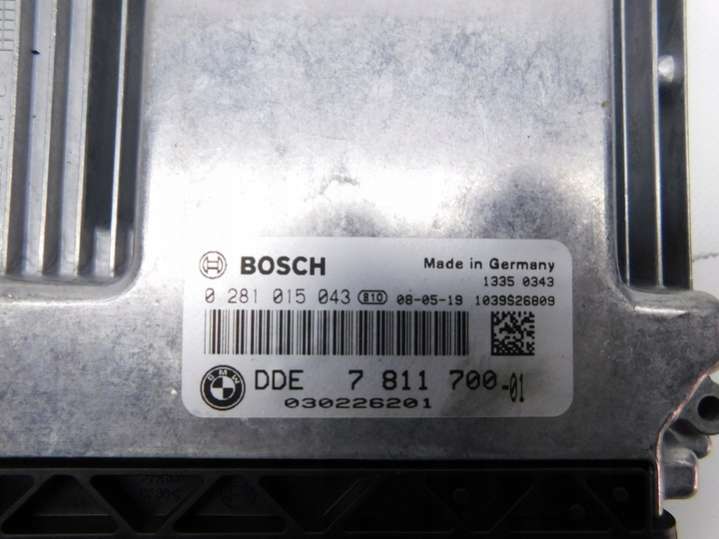 BOSCH Made in Germany
1335 0343
0 281 015 043 B10 08-05-19 1039S26809
BMW DDE 7 811 700-01
030226201